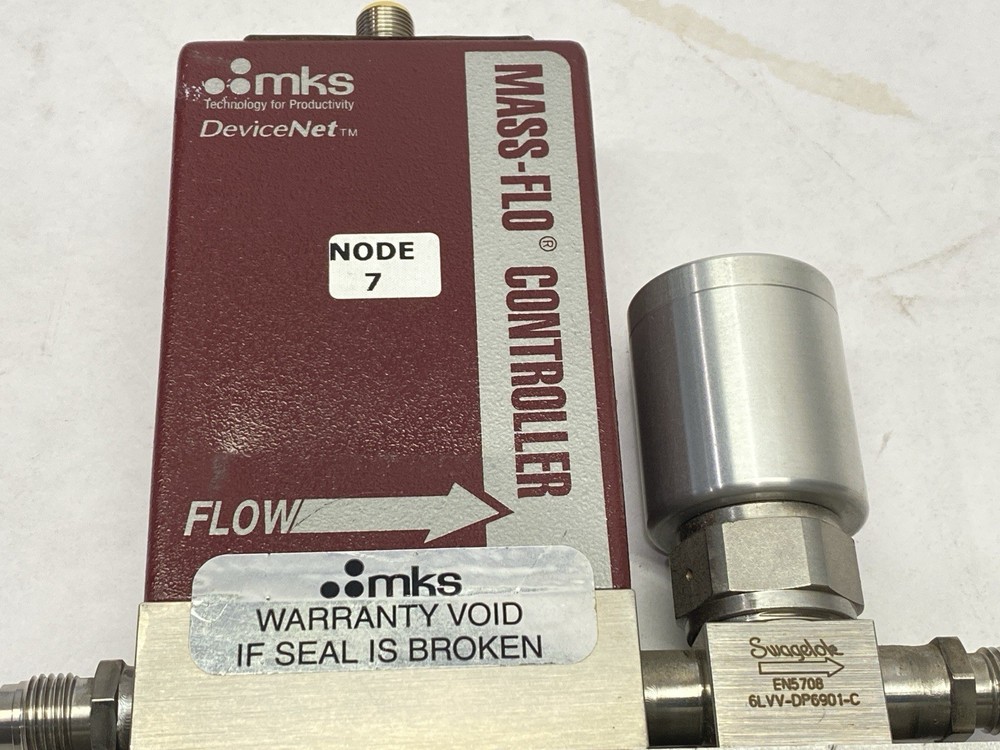 mks
Technology for Productivity
DeviceNet™
MASS-FLO® CONTROLLER
NODE
7
FLOW
mks
WARRANTY VOID
IF SEAL IS BROKEN
Swagelok
EN5708
6LVV-DP6901-C